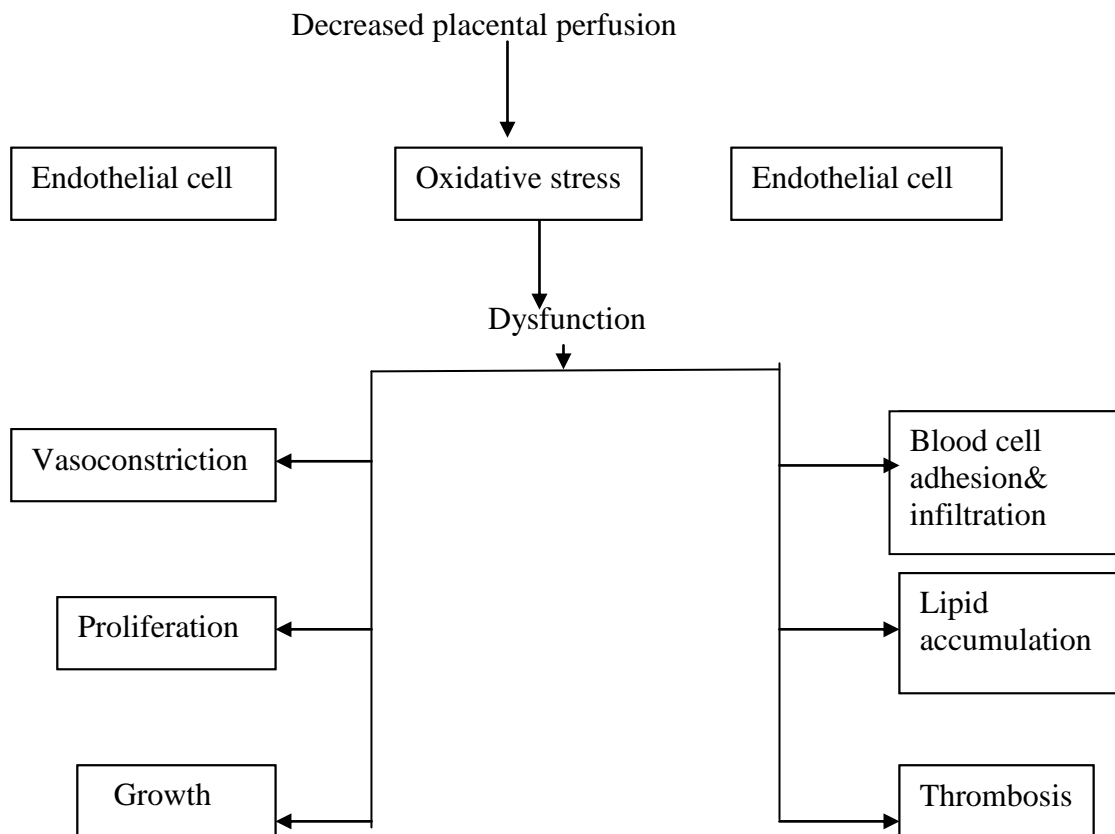 Decreased placental perfusion
Endothelial cell
Oxidative stress
Endothelial cell
Dysfunction
Vasoconstriction
Blood cell
adhesion&
infiltration
Proliferation
Lipid
accumulation
Growth
Thrombosis